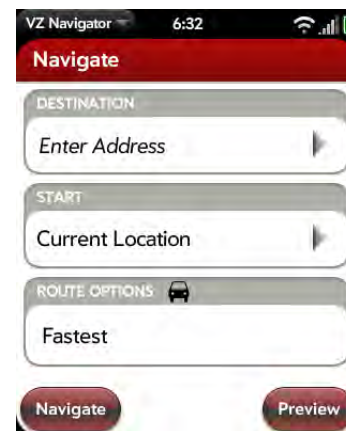 VZ Navigator 6:32
Navigate
DESTINATION
Enter Address
START
Current Location
ROUTE OPTIONS
Fastest
Navigate Preview